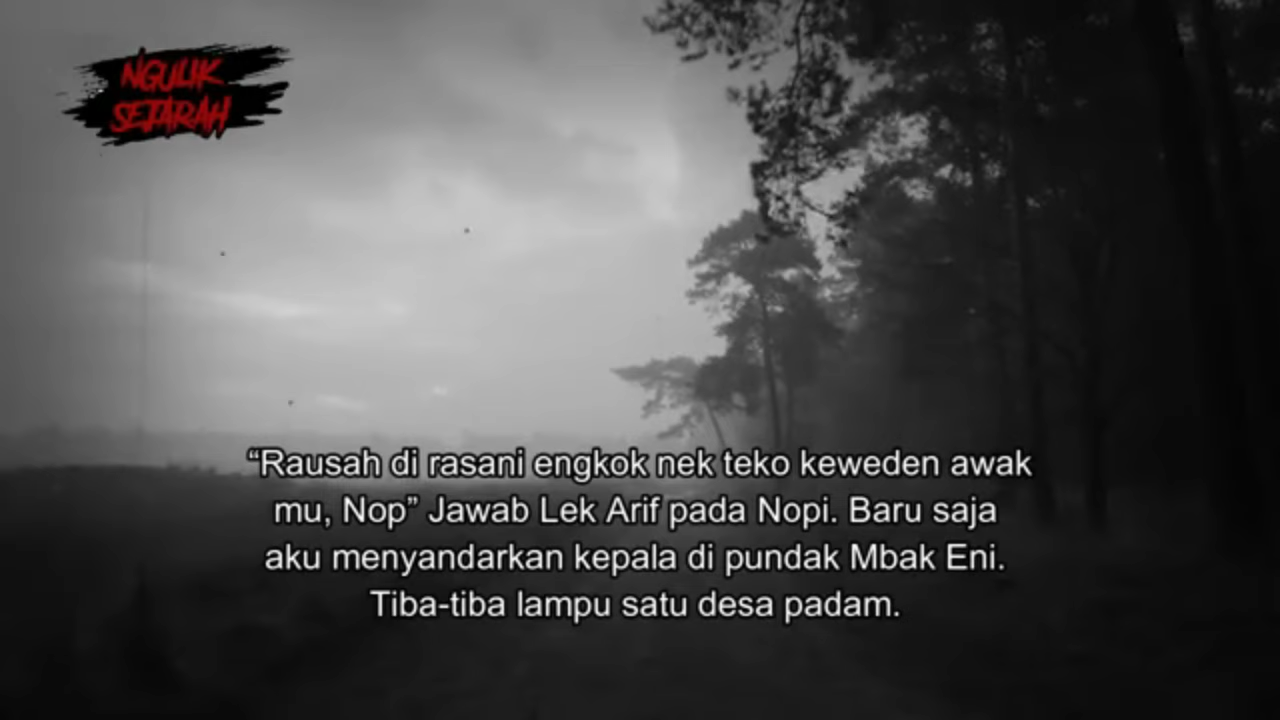 NGULIK
SEJARAH
“Rausah di rasani engkok nek teko keweden awak
mu, Nop” Jawab Lek Arif pada Nopi. Baru saja
aku menyandarkan kepala di pundak Mbak Eni.
Tiba-tiba lampu satu desa padam.